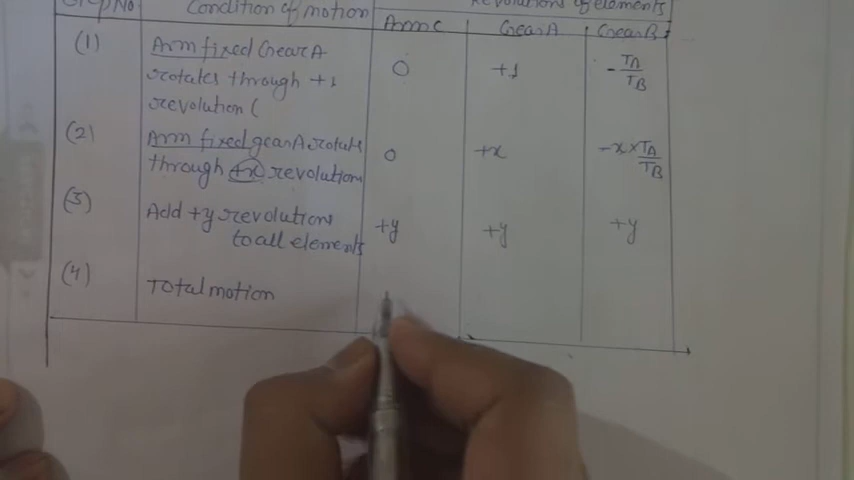 Step No. Condition of motion Revolutions of elements
Arm C Gear A Gear B
(1) Arm fixed Gear A 0 +1 -TA/TB
rotates through +1
revolution (
(2) Arm fixed gear A rotates 0 +x -x×TA/TB
through +x revolutions
(3) Add +y revolutions +y +y +y
to all elements
(4) Total motion